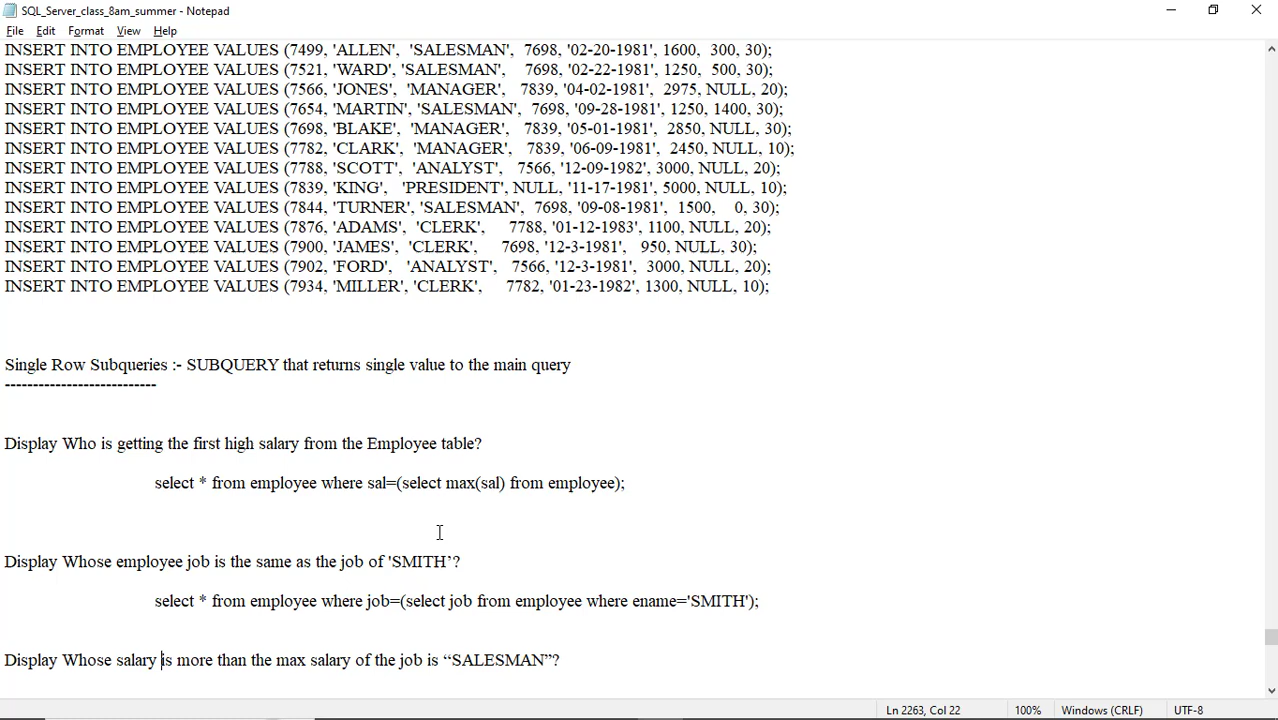 SQL_Server_class_8am_summer - Notepad
File Edit Format View Help
INSERT INTO EMPLOYEE VALUES (7499, 'ALLEN', 'SALESMAN', 7698, '02-20-1981', 1600, 300, 30);
INSERT INTO EMPLOYEE VALUES (7521, 'WARD', 'SALESMAN', 7698, '02-22-1981', 1250, 500, 30);
INSERT INTO EMPLOYEE VALUES (7566, 'JONES', 'MANAGER', 7839, '04-02-1981', 2975, NULL, 20);
INSERT INTO EMPLOYEE VALUES (7654, 'MARTIN', 'SALESMAN', 7698, '09-28-1981', 1250, 1400, 30);
INSERT INTO EMPLOYEE VALUES (7698, 'BLAKE', 'MANAGER', 7839, '05-01-1981', 2850, NULL, 30);
INSERT INTO EMPLOYEE VALUES (7782, 'CLARK', 'MANAGER', 7839, '06-09-1981', 2450, NULL, 10);
INSERT INTO EMPLOYEE VALUES (7788, 'SCOTT', 'ANALYST', 7566, '12-09-1982', 3000, NULL, 20);
INSERT INTO EMPLOYEE VALUES (7839, 'KING', 'PRESIDENT', NULL, '11-17-1981', 5000, NULL, 10);
INSERT INTO EMPLOYEE VALUES (7844, 'TURNER', 'SALESMAN', 7698, '09-08-1981', 1500, 0, 30);
INSERT INTO EMPLOYEE VALUES (7876, 'ADAMS', 'CLERK', 7788, '01-12-1983', 1100, NULL, 20);
INSERT INTO EMPLOYEE VALUES (7900, 'JAMES', 'CLERK', 7698, '12-3-1981', 950, NULL, 30);
INSERT INTO EMPLOYEE VALUES (7902, 'FORD', 'ANALYST', 7566, '12-3-1981', 3000, NULL, 20);
INSERT INTO EMPLOYEE VALUES (7934, 'MILLER', 'CLERK', 7782, '01-23-1982', 1300, NULL, 10);
Single Row Subqueries :- SUBQUERY that returns single value to the main query
---------------------------
Display Who is getting the first high salary from the Employee table?
select * from employee where sal=(select max(sal) from employee);
Display Whose employee job is the same as the job of 'SMITH’?
select * from employee where job=(select job from employee where ename='SMITH');
Display Whose salary is more than the max salary of the job is “SALESMAN”?
Ln 2263, Col 22 100% Windows (CRLF) UTF-8